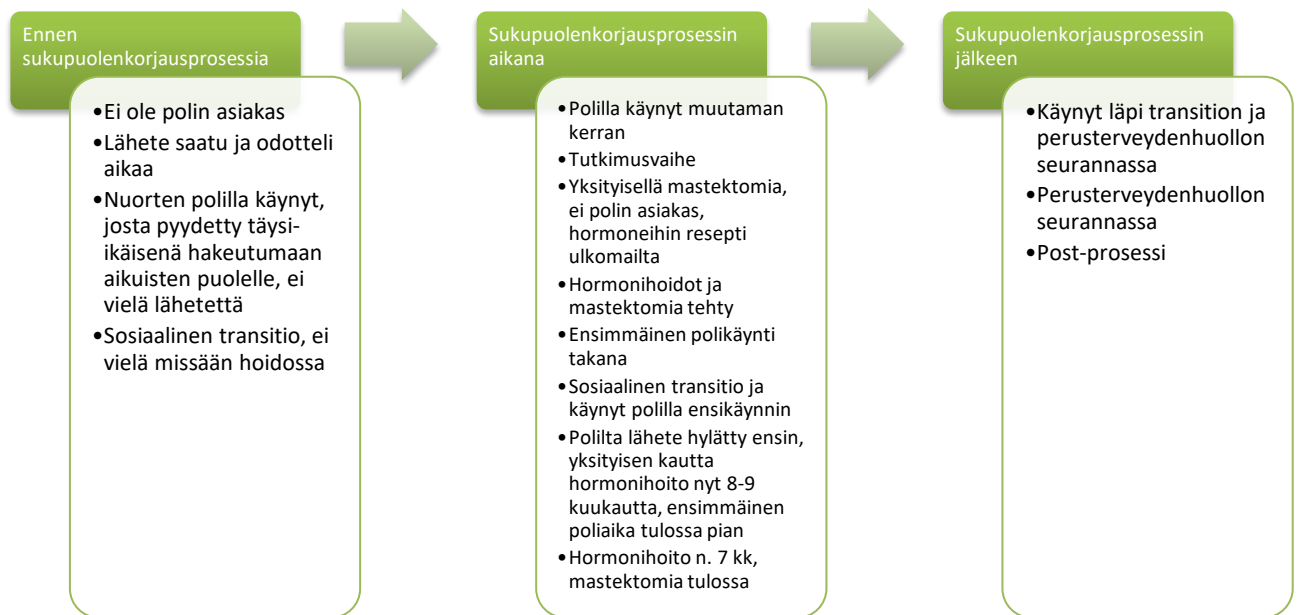 Ennen
sukupuolenkorjausprosessia
•Ei ole polin asiakas
•Lähete saatu ja odotteli
aikaa
•Nuorten polilla käynyt,
josta pyydetty täysi-
ikäisenä hakeutumaan
aikuisten puolelle, ei
vielä lähetettä
•Sosiaalinen transitio, ei
vielä missään hoidossa
Sukupuolenkorjausprosessin
aikana
•Polilla käynyt muutaman
kerran
•Tutkimusvaihe
•Yksityisellä mastektomia,
ei polin asiakas,
hormoneihin resepti
ulkomailta
•Hormonihoidot ja
mastektomia tehty
•Ensimmäinen polikäynti
takana
•Sosiaalinen transitio ja
käynyt polilla ensikäynnin
•Polilta lähete hylätty ensin,
yksityisen kautta
hormonihoito nyt 8-9
kuukautta, ensimmäinen
poliaika tulossa pian
•Hormonihoito n. 7 kk,
mastektomia tulossa
Sukupuolenkorjausprosessin
jälkeen
•Käynyt läpi transition ja
perusterveydenhuollon
seurannassa
•Perusterveydenhuollon
seurannassa
•Post-prosessi